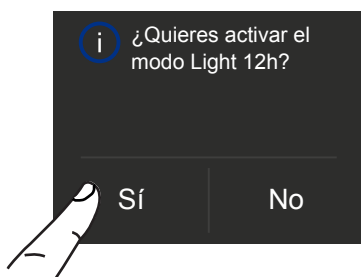 i
¿Quieres activar el
modo Light 12h?
Sí
No